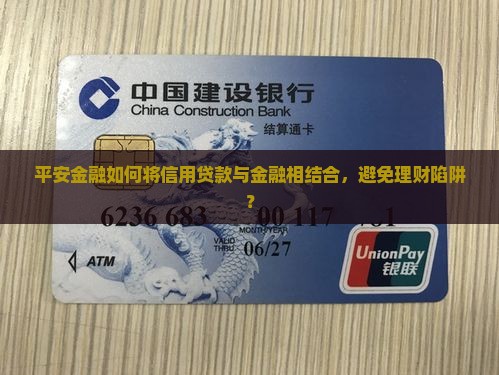 中国建设银行
China Construction Bank
结算通卡
平安金融如何将信用贷款与金融相结合，避免理财陷阱
？
6236 683 00 117
MONTH/YEAR
VALID
THRU
06/27
ATM
UnionPay
银联